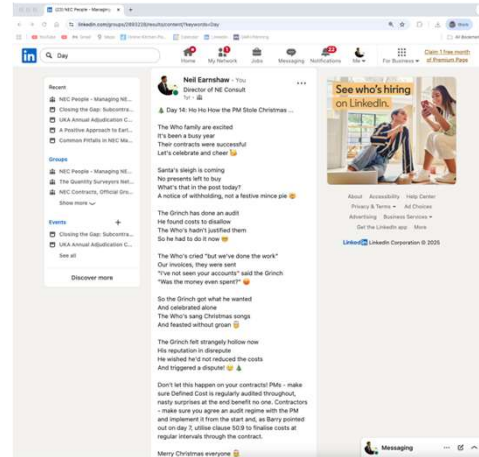 (23) NEC People - Managing
linkedin.com/groups/2893228/results/content/?keywords=Day
YouTube
Gmail
Maps
Calendar
LinkedIn
All Bookmarks
in
Day
Home
My Network
Jobs
Messaging
Notifications
Me
For Business
Claim 1 free month
of Premium Page
Recent
NEC People - Managing NE...
Closing the Gap: Subcontra...
UKA Annual Adjudication C...
A Positive Approach to Earl...
Common Pitfalls in NEC Ma...
Groups
NEC People - Managing NE...
The Quantity Surveyors Net...
NEC Contracts, Official Gro...
Show more
Events
+
Closing the Gap: Subcontra...
UKA Annual Adjudication C...
See all
Discover more
Neil Earnshaw • You
Director of NE Consult
1yr •
🎄 Day 14: Ho Ho How the PM Stole Christmas ...
The Who family are excited
It's been a busy year
Their contracts were successful
Let's celebrate and cheer
Santa's sleigh is coming
No presents left to buy
What's that in the post today?
A notice of withholding, not a festive mince pie
The Grinch has done an audit
He found costs to disallow
The Who's hadn't justified them
So he had to do it now
The Who's cried "but we've done the work"
Our invoices, they were sent
"I've not seen your accounts" said the Grinch
"Was the money even spent?"
So the Grinch got what he wanted
And celebrated alone
The Who's sang Christmas songs
And feasted without groan
The Grinch felt strangely hollow now
His reputation in disrepute
He wished he'd not reduced the costs
And triggered a dispute!
Don't let this happen on your contracts! PMs - make
sure Defined Cost is regularly audited throughout,
nasty surprises at the end benefit no one. Contractors
- make sure you agree an audit regime with the PM
and implement it from the start and, as Barry pointed
out on day 7, utilise clause 50.9 to finalise costs at
regular intervals through the contract.
Merry Christmas everyone
See who's hiring
on LinkedIn.
About Accessibility Help Center
Privacy & Terms Ad Choices
Advertising Business Services
Get the LinkedIn app More
LinkedIn LinkedIn Corporation © 2025
Messaging